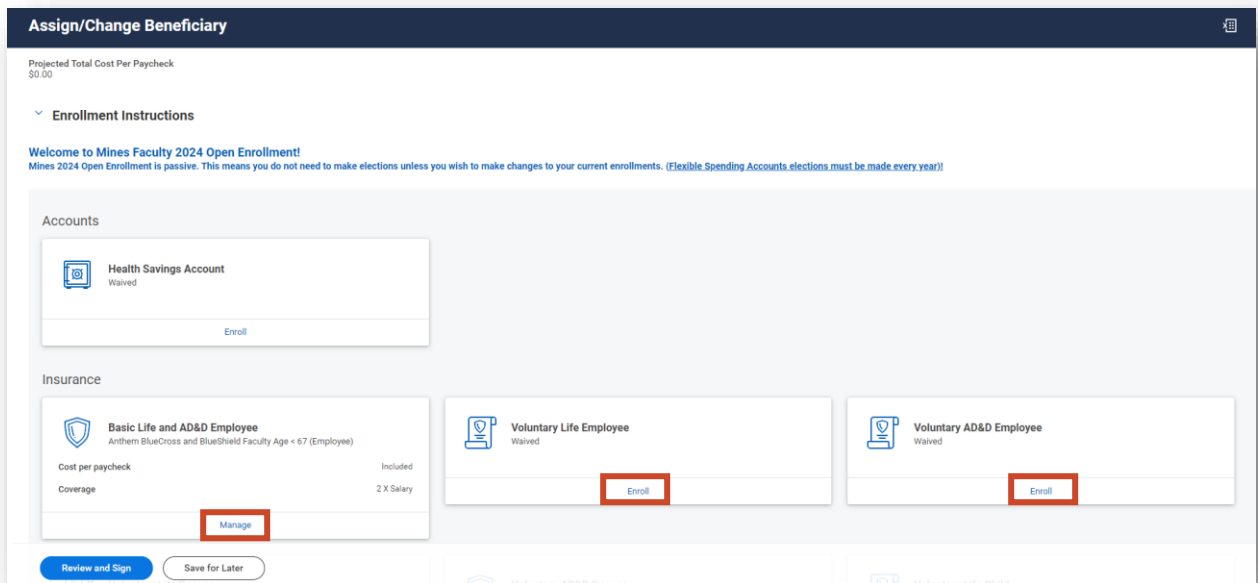 Assign/Change Beneficiary
Projected Total Cost Per Paycheck
$0.00
Enrollment Instructions
Welcome to Mines Faculty 2024 Open Enrollment!
Mines 2024 Open Enrollment is passive. This means you do not need to make elections unless you wish to make changes to your current enrollments. (Flexible Spending Accounts elections must be made every year)!
Accounts
Health Savings Account
Waived
Enroll
Insurance
Basic Life and AD&D Employee
Anthem BlueCross and BlueShield Faculty Age < 67 (Employee)
Cost per paycheck Included
Coverage 2 X Salary
Manage
Voluntary Life Employee
Waived
Enroll
Voluntary AD&D Employee
Waived
Enroll
Review and Sign
Save for Later